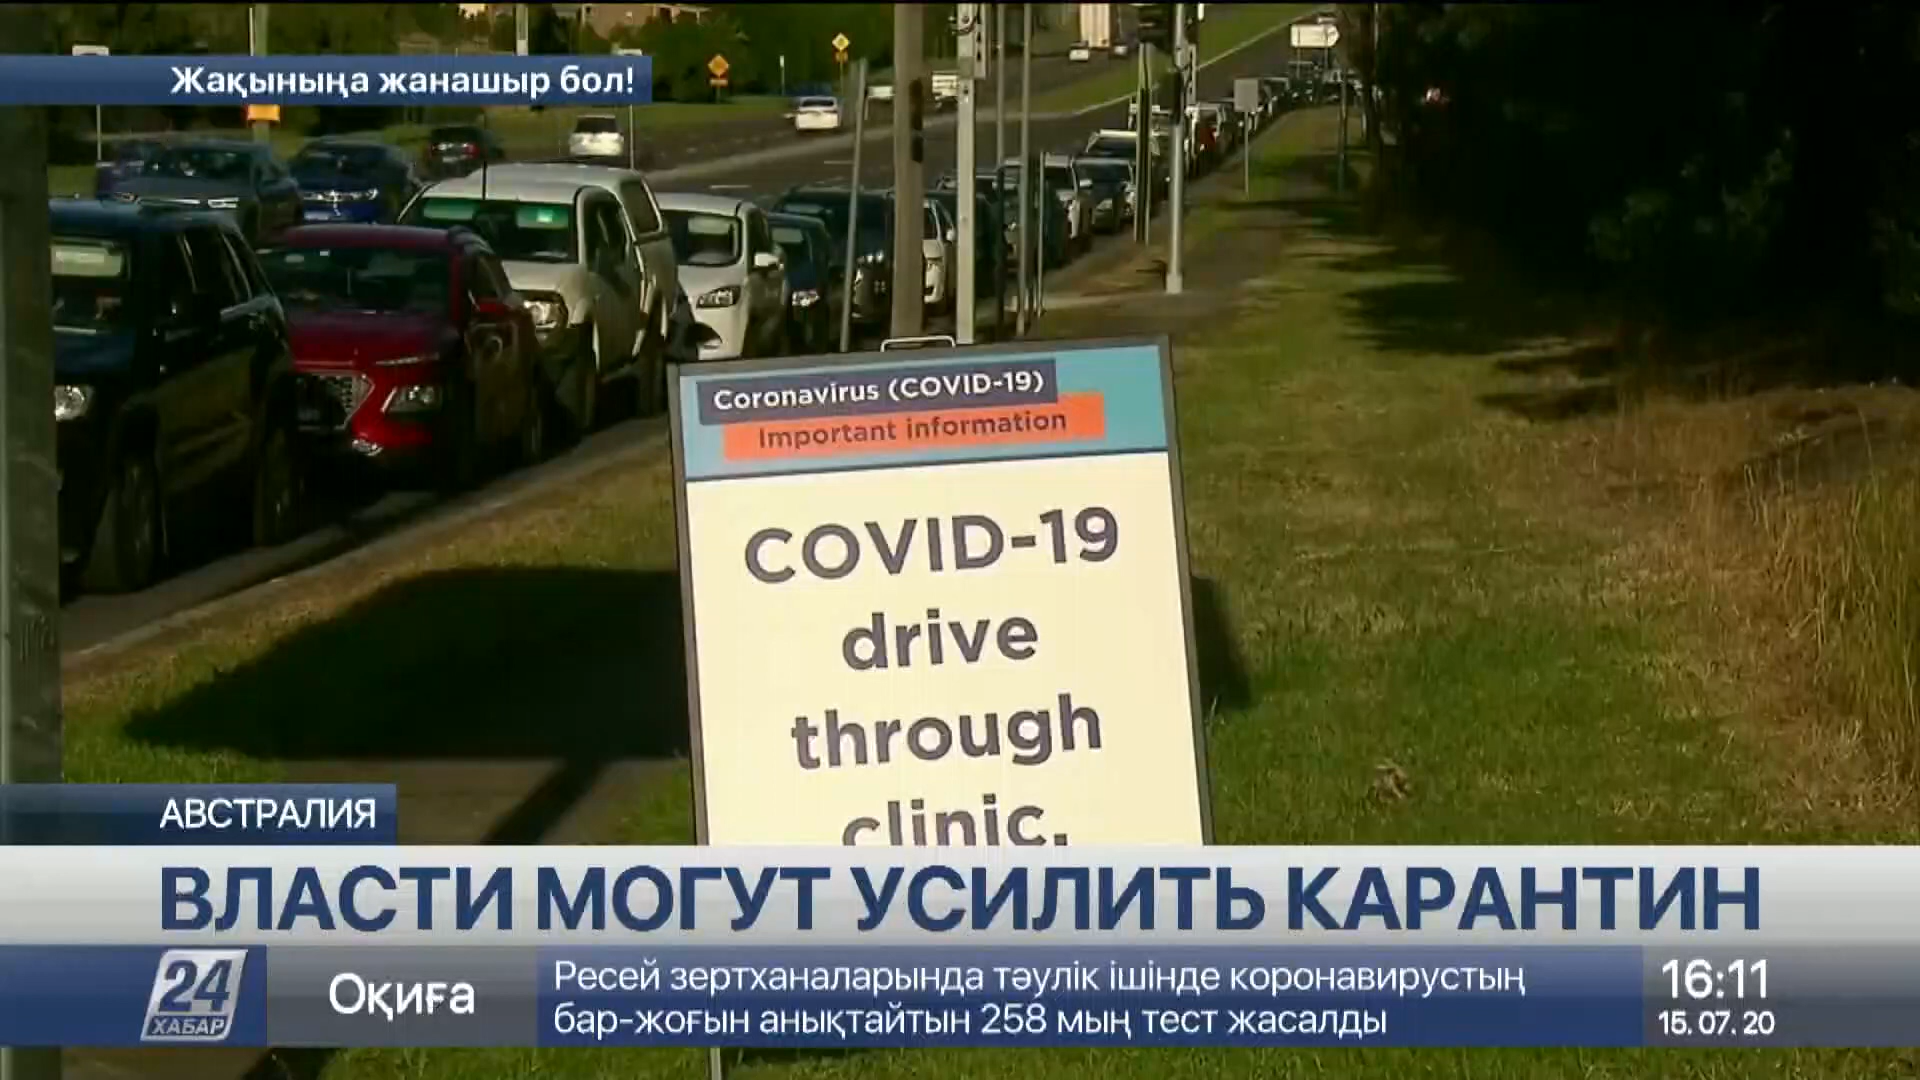 Жақыныңа жанашыр бол!
Coronavirus (COVID-19)
Important information
COVID-19
drive
through
clinic.
АВСТРАЛИЯ
ВЛАСТИ МОГУТ УСИЛИТЬ КАРАНТИН
24
ХАБАР
Оқиға
Ресей зертханаларында тәулік ішінде коронавирустың
бар-жоғын анықтайтын 258 мың тест жасалды
16:11
15. 07. 20